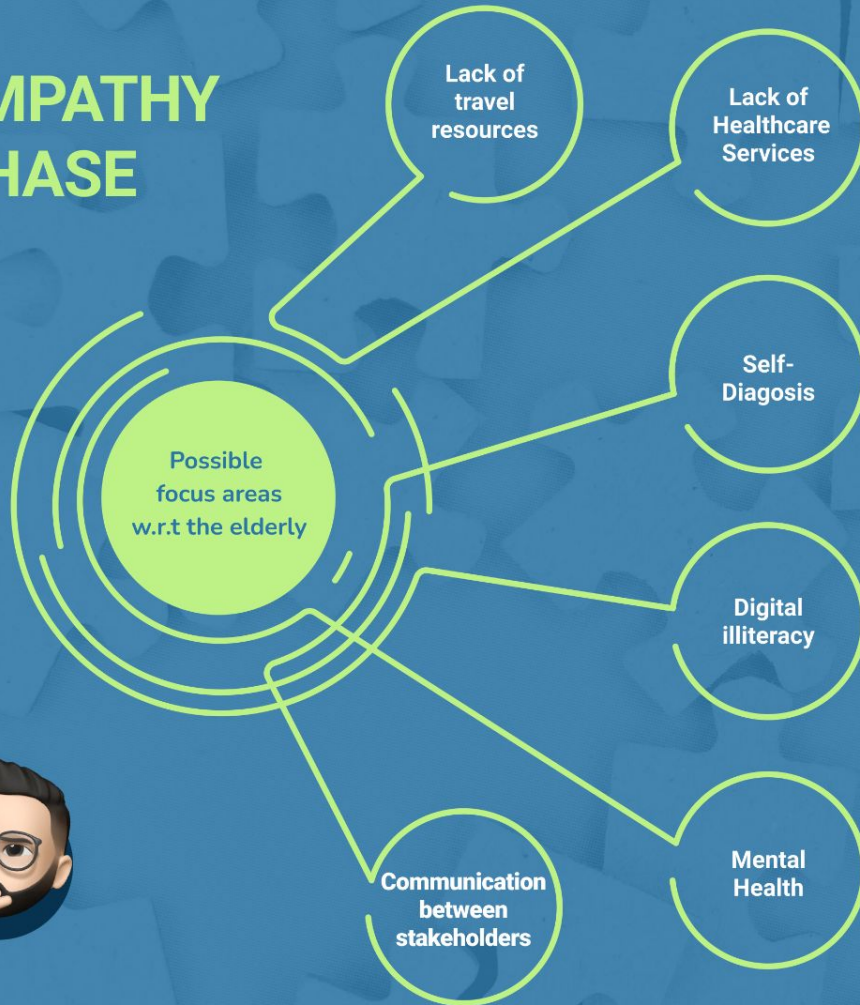 MPATHY
HASE
Lack of
travel
resources
Lack of
Healthcare
Services
Self-
Diagosis
Possible
focus areas
w.r.t the elderly
Digital
illiteracy
Mental
Health
Communication
between
stakeholders